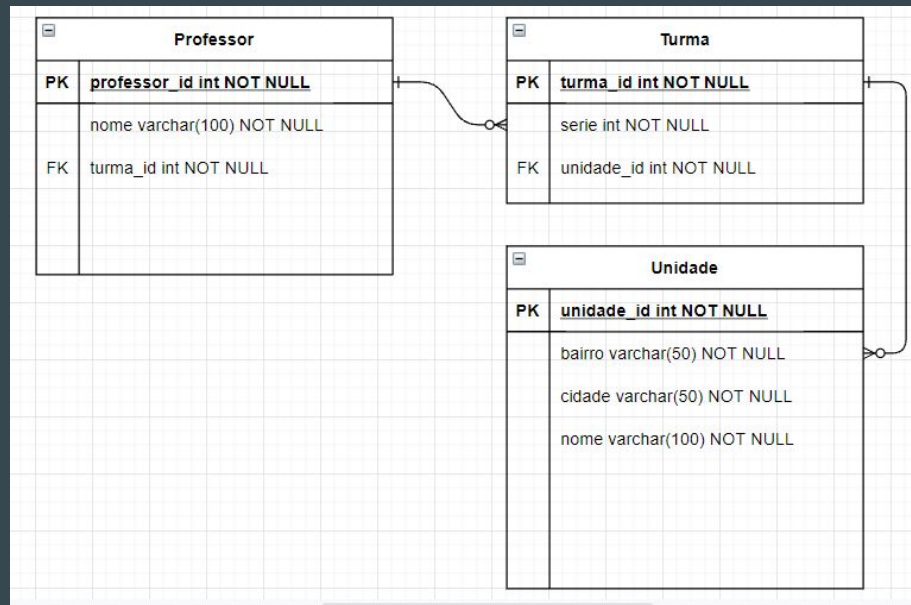 Professor
PK professor_id int NOT NULL
nome varchar(100) NOT NULL
FK turma_id int NOT NULL
Turma
PK turma_id int NOT NULL
serie int NOT NULL
FK unidade_id int NOT NULL
Unidade
PK unidade_id int NOT NULL
bairro varchar(50) NOT NULL
cidade varchar(50) NOT NULL
nome varchar(100) NOT NULL